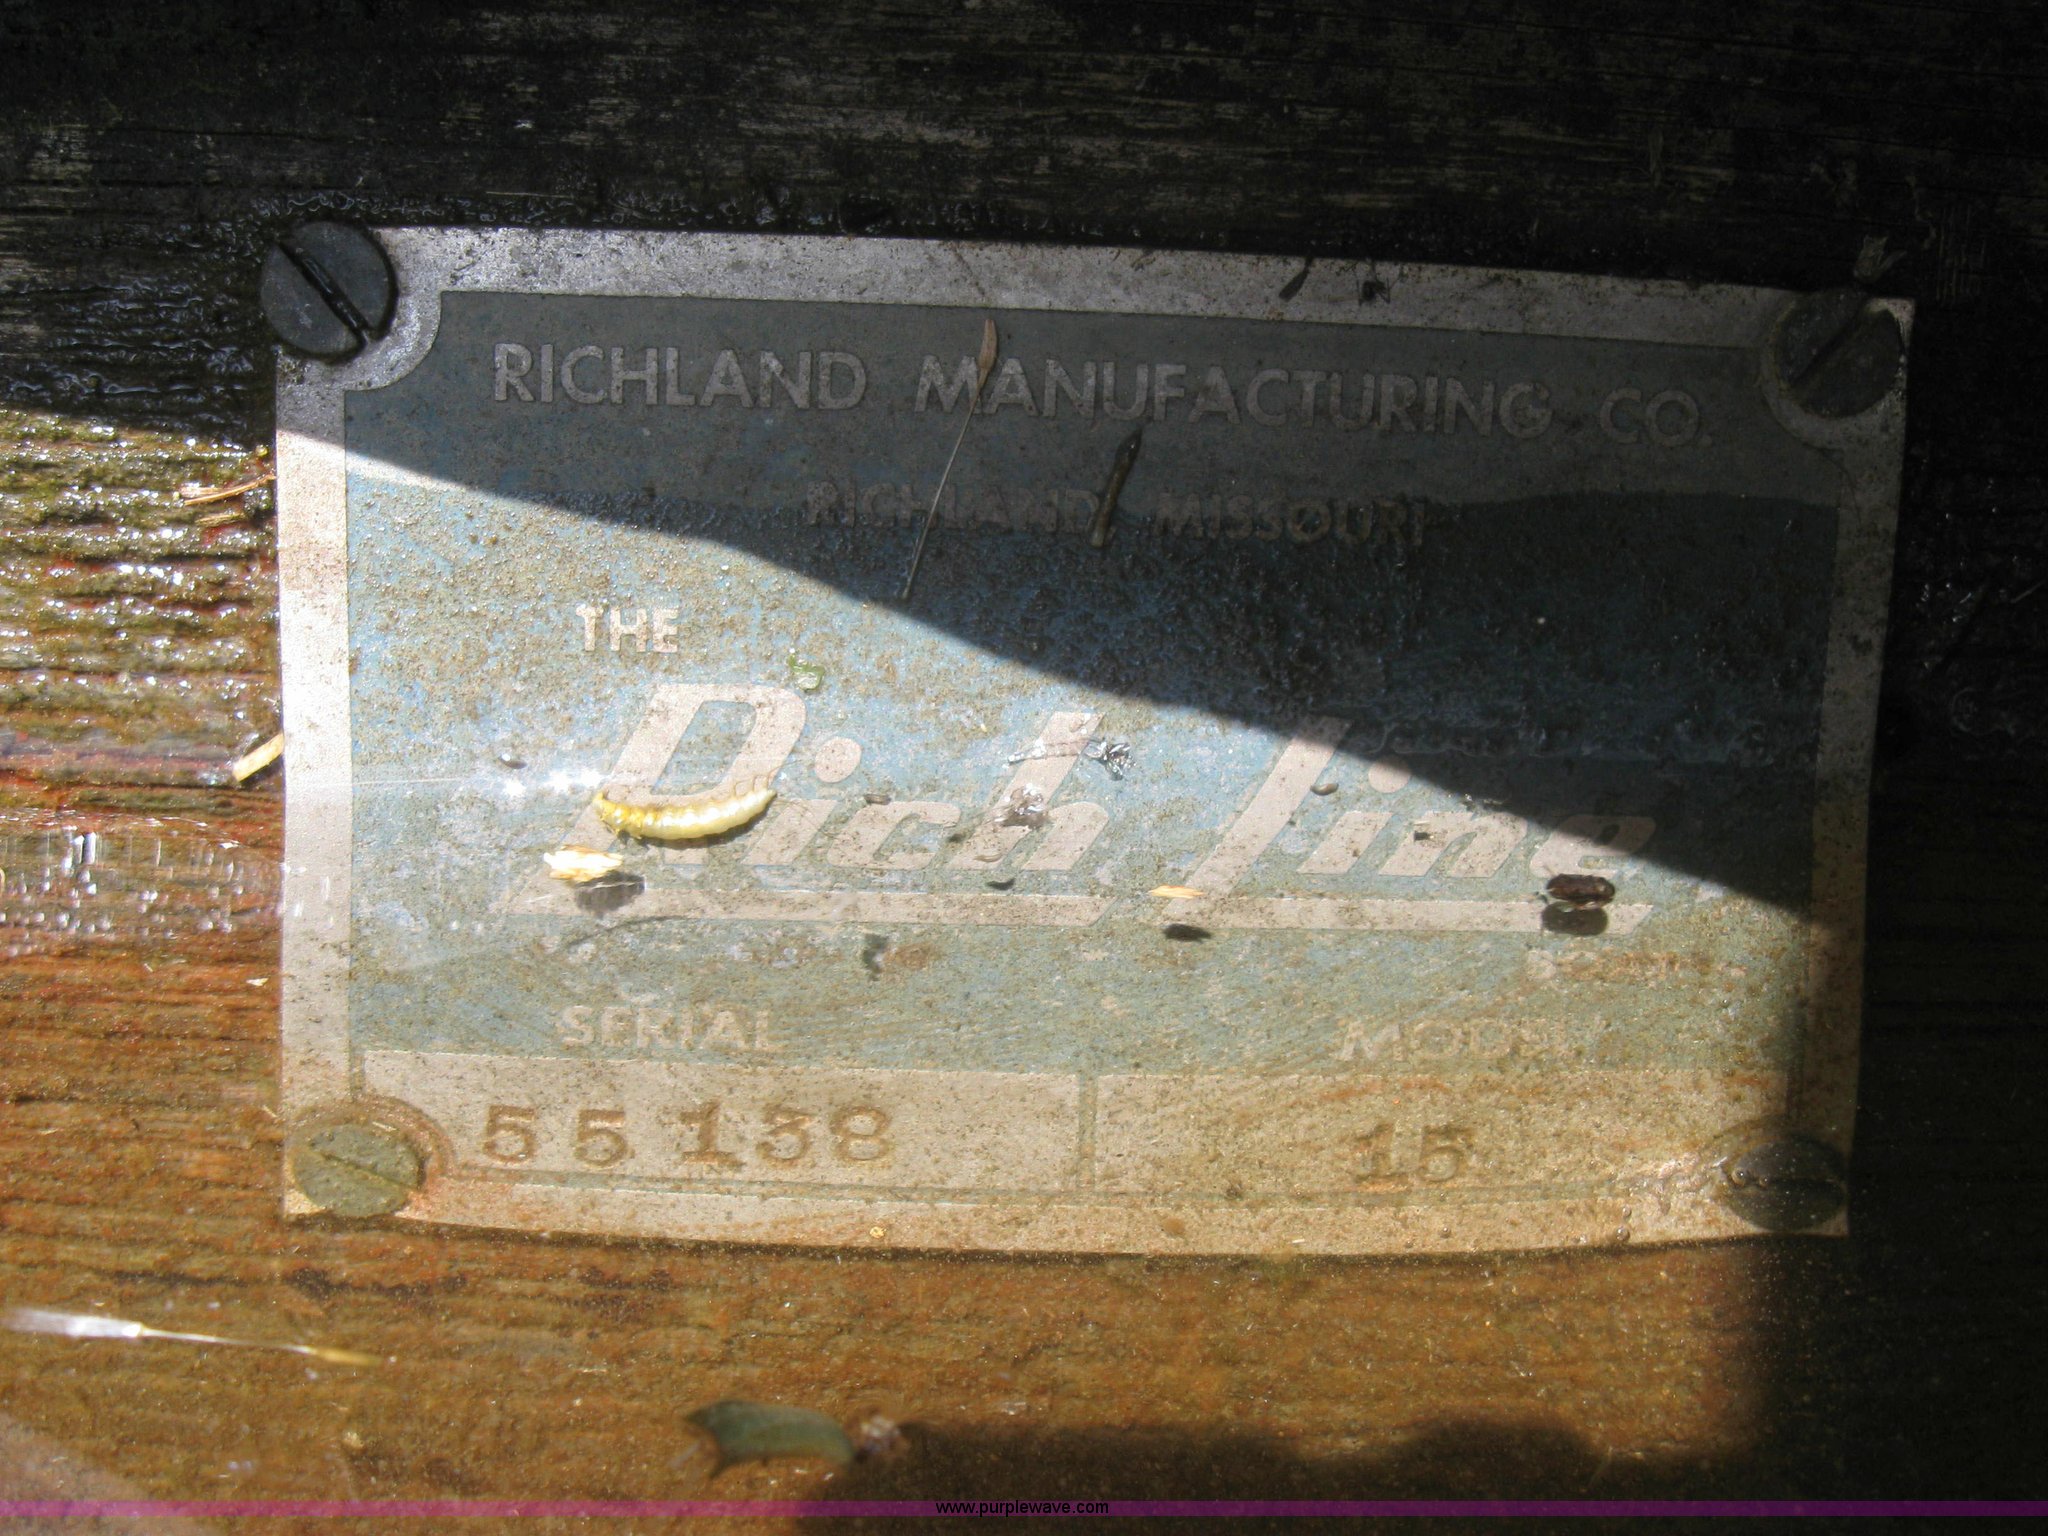 RICHLAND MANUFACTURING CO.
RICHLAND, MISSOURI
THE
Rich Line
SERIAL MODEL
55138 15
www.purplewave.com